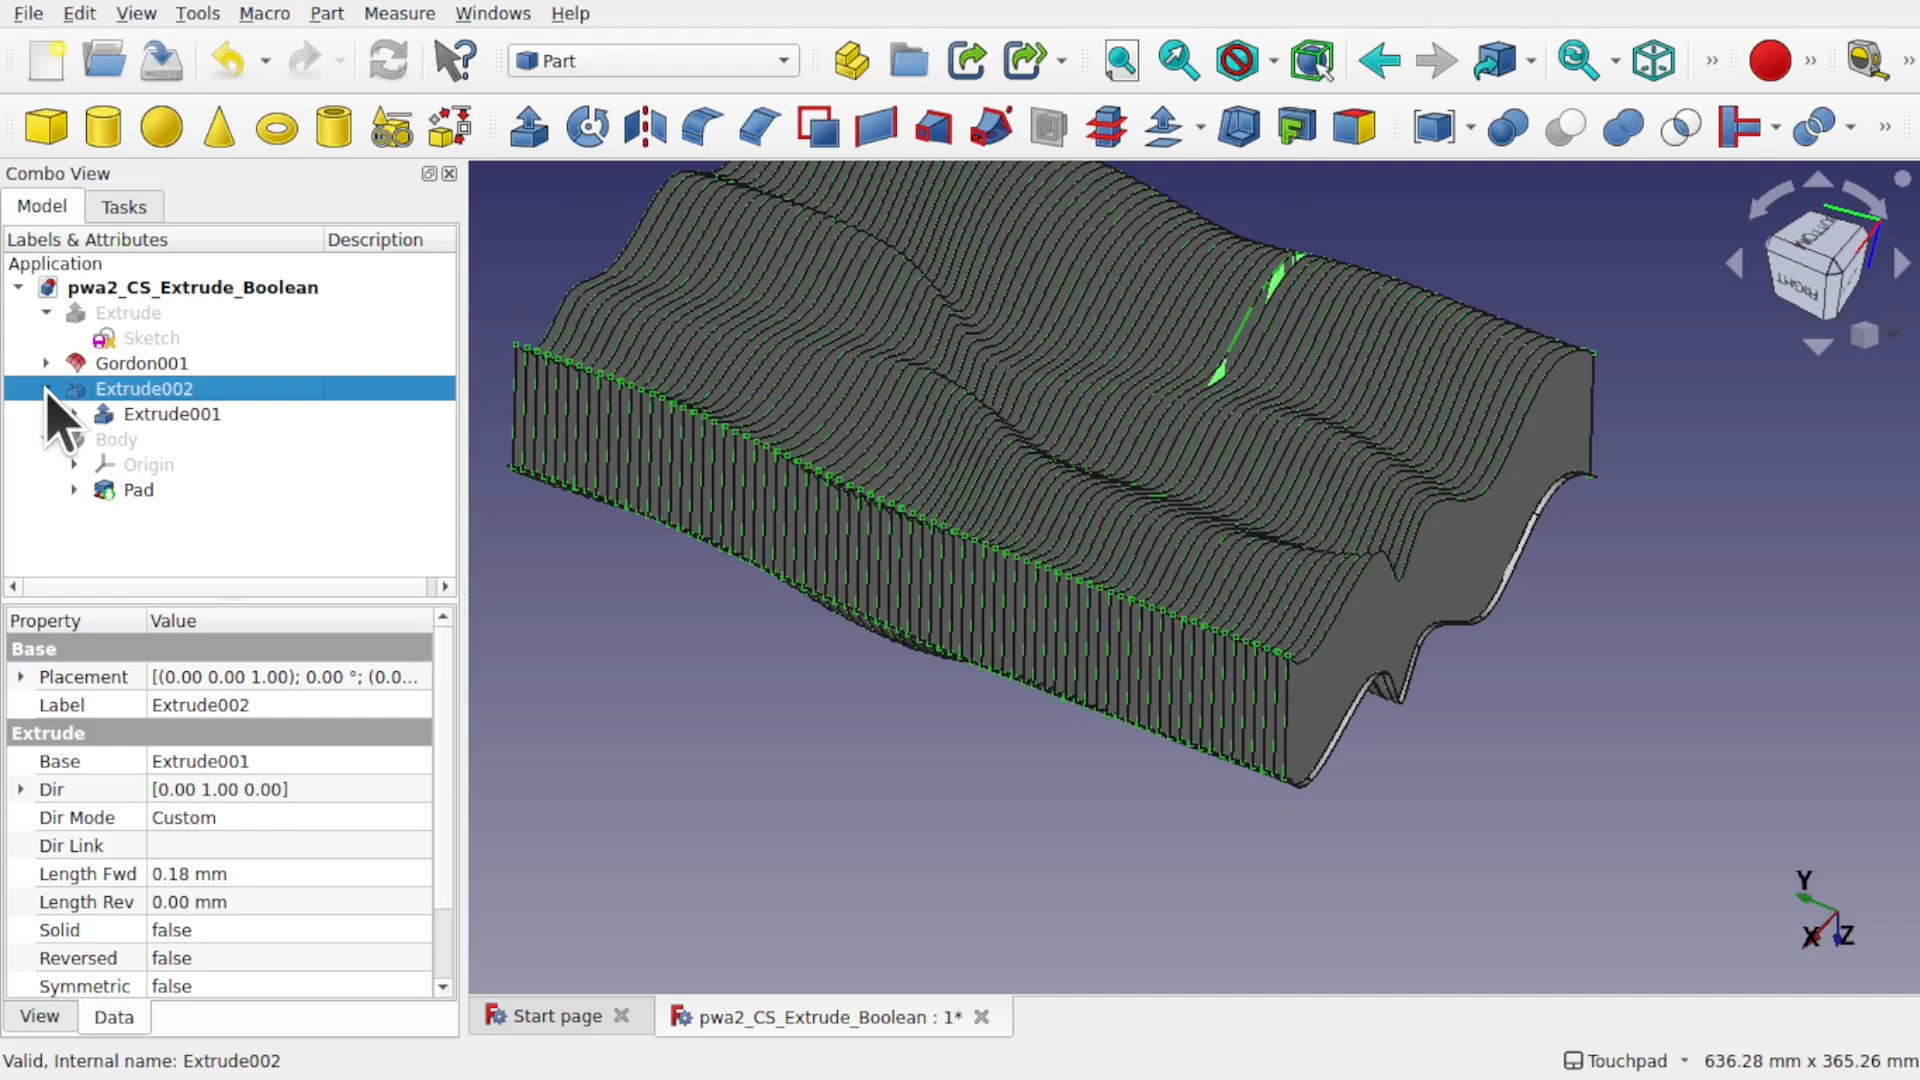 File Edit View Tools Macro Part Measure Windows Help
Part
Combo View
Model Tasks
Labels & Attributes Description
Application
pwa2_CS_Extrude_Boolean
Extrude
Sketch
Gordon001
Extrude002
Extrude001
Body
Origin
Pad
Property Value
Base
Placement [(0.00 0.00 1.00); 0.00 °; (0.0...
Label Extrude002
Extrude
Base Extrude001
Dir [0.00 1.00 0.00]
Dir Mode Custom
Dir Link
Length Fwd 0.18 mm
Length Rev 0.00 mm
Solid false
Reversed false
Symmetric false
View Data
BOTTOM
RIGHT
Y
X Z
Start page pwa2_CS_Extrude_Boolean : 1*
Valid, Internal name: Extrude002
Touchpad 636.28 mm x 365.26 mm